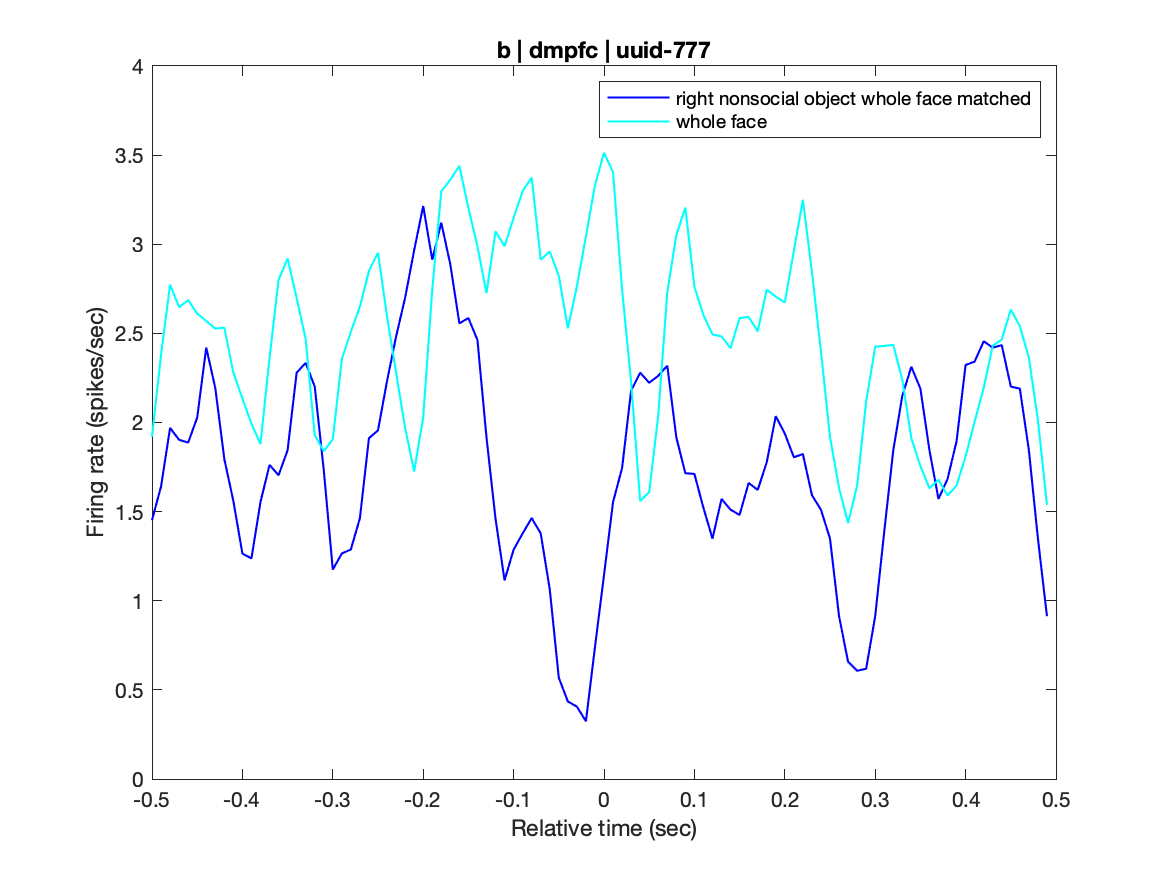 b | dmpfc | uuid-777
right nonsocial object whole face matched
whole face
Firing rate (spikes/sec)
4
3.5
3
2.5
2
1.5
1
0.5
0
-0.5 -0.4 -0.3 -0.2 -0.1 0 0.1 0.2 0.3 0.4 0.5
Relative time (sec)